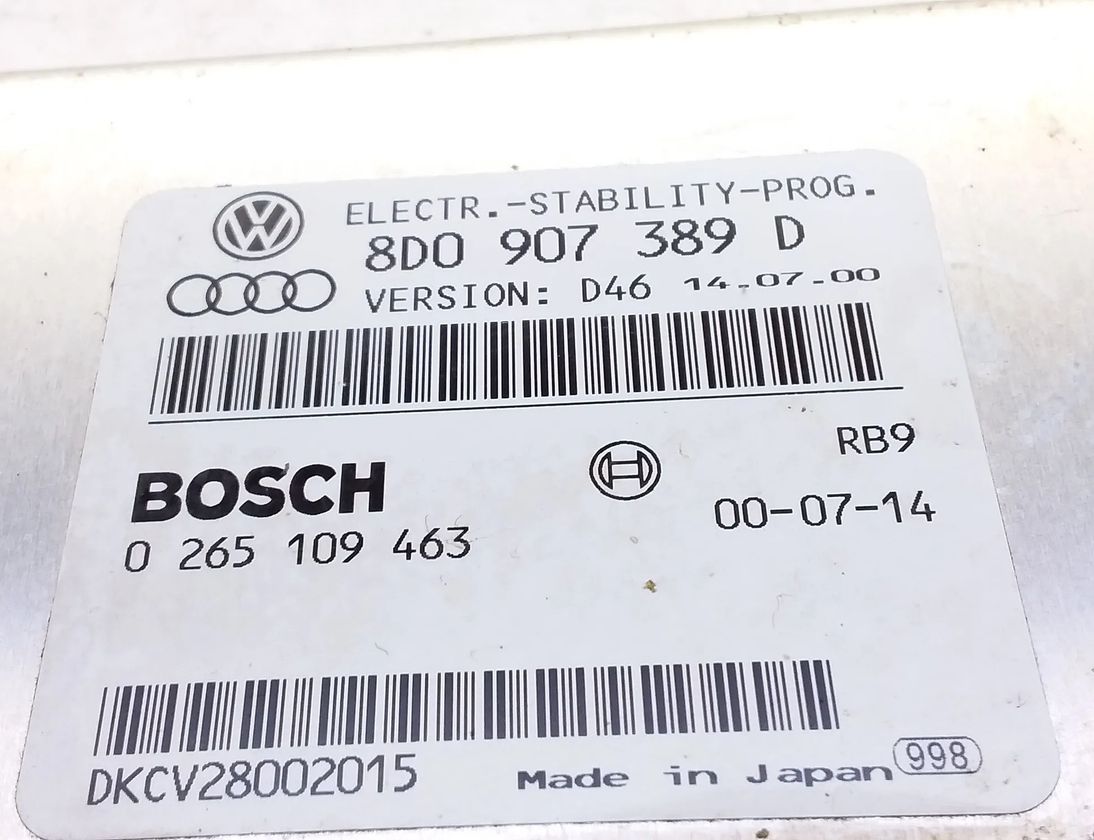 ELECTR.-STABILITY-PROG.
8D0 907 389 D
VERSION: D46 14.07.00
RB9
BOSCH
00-07-14
0 265 109 463
DKCV28002015
Made in Japan 998